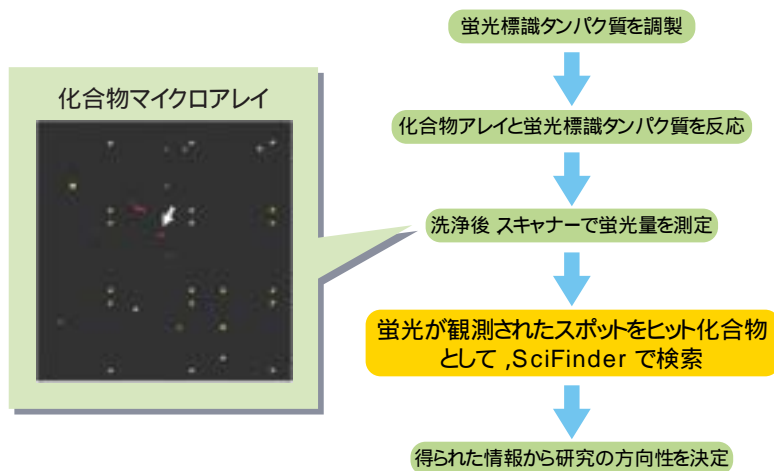 蛍光標識タンパク質を調製
化合物マイクロアレイ
化合物アレイと蛍光標識タンパク質を反応
洗浄後 スキャナーで蛍光量を測定
蛍光が観測されたスポットをヒット化合物
として ,SciFinder で検索
得られた情報から研究の方向性を決定